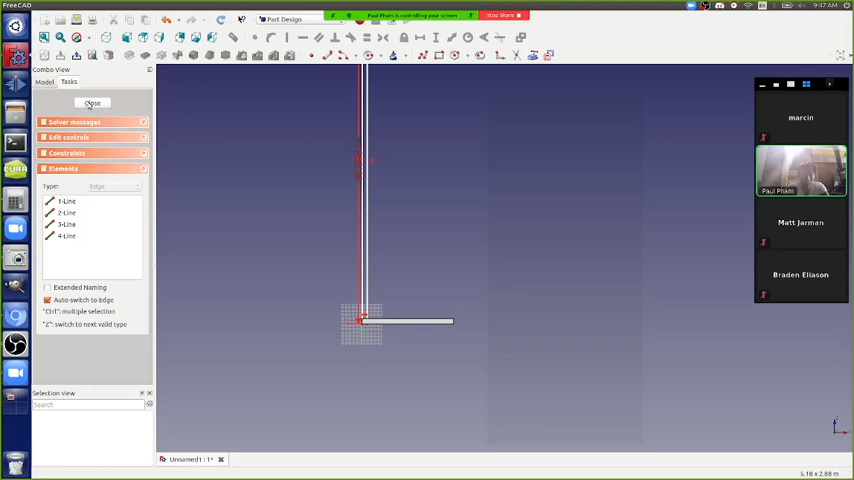 FreeCAD
En
9:47 AM
Part Design
Paul Pham is controlling your screen
Stop Share
Combo View
Model
Tasks
Close
Solver messages
Edit controls
Constraints
Elements
Type:
Edge
1-Line
2-Line
3-Line
4-Line
Extended Naming
Auto-switch to Edge
"Ctrl": multiple selection
"Z": switch to next valid type
Selection view
Search
CURA
marcin
Paul Pham
Matt Jarman
Braden Eliason
Unnamed1 : 1*
5.18 x 2.88 m